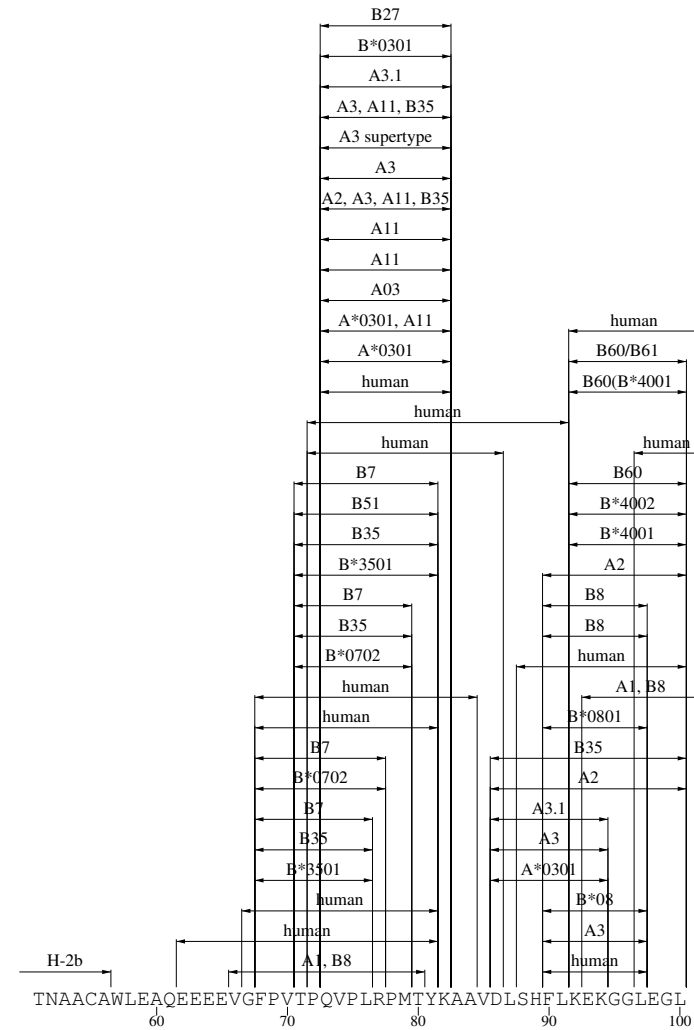 B27
B*0301
A3.1
A3, A11, B35
A3 supertype
A3
A2, A3, A11, B35
A11
A11
A03
A*0301, A11 human
A*0301 B60/B61
human B60(B*4001
human
human human
B7 B60
B51 B*4002
B35 B*4001
B*3501 A2
B7 B8
B35 B8
B*0702 human
human A1, B8
human B*0801
B7 B35
B*0702 A2
B7 A3.1
B35 A3
B*3501 A*0301
human B*08
human A3
H-2b A1, B8 human
TNAACAWLEAQEEEEVGFPVTPQVPLRPMTYKAAVDLSHFLKEKGGLEGL
60 70 80 90 100